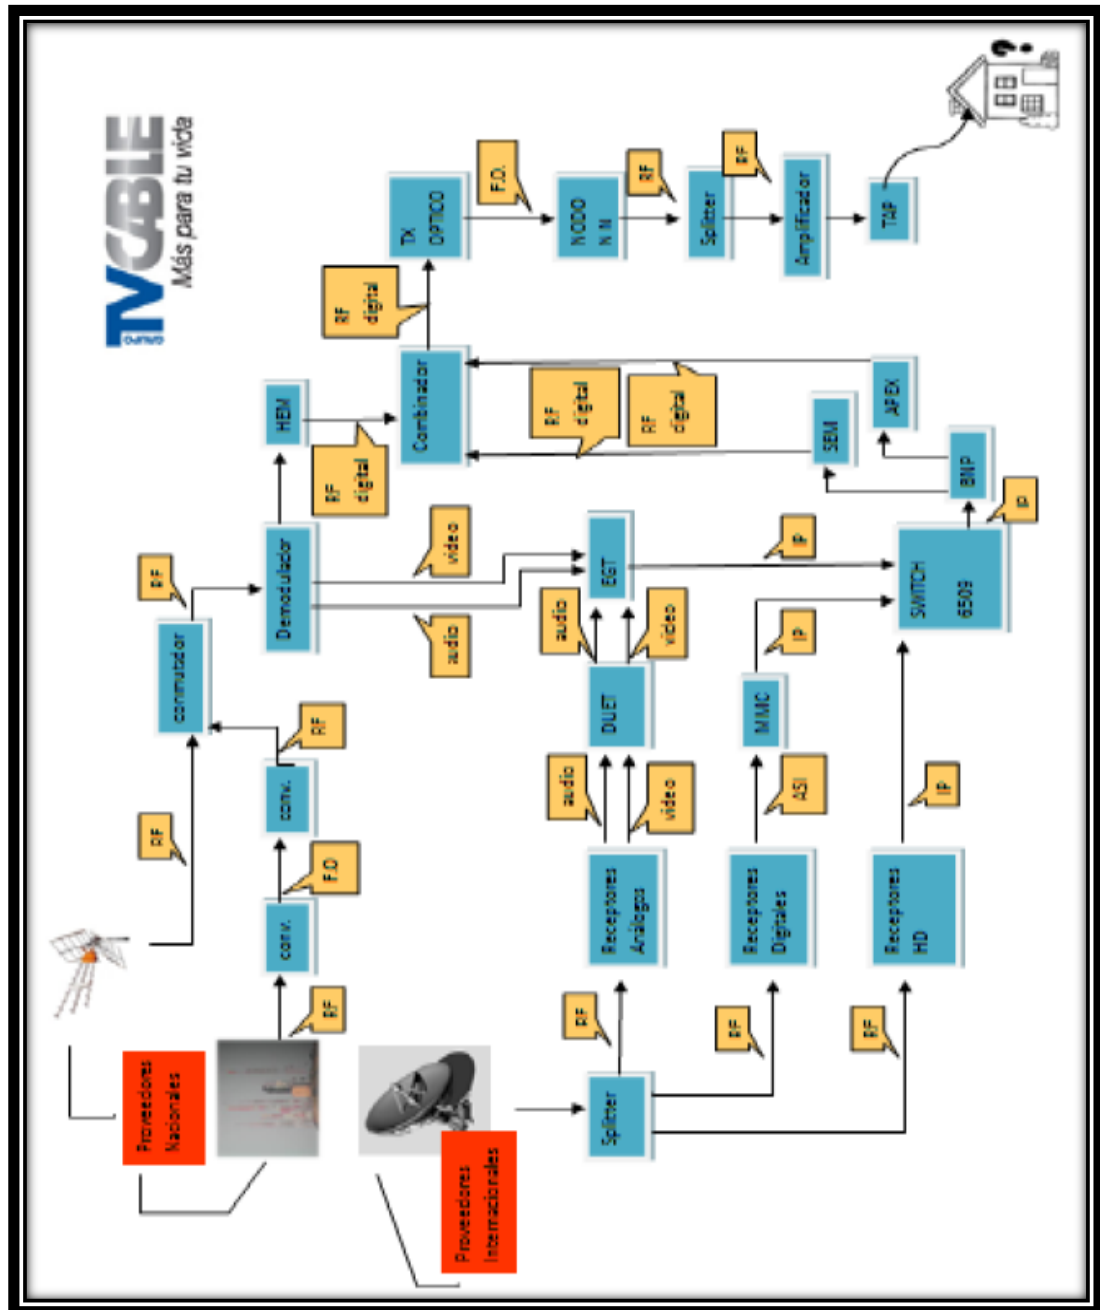 GRUPO
TVCABLE
Más para tu vida
Proveedores
Nacionales
RF
conmutador
RF
RF
conv.
F.O
conv.
RF
Demodulador
HEM
RF
digital
audio
video
Combinador
RF
digital
TX
OPTICO
F.O.
NODO
N N
RF
Splitter
RF
Amplificador
TAP
?
Proveedores
Internacionales
Splitter
RF
Receptores
Análogos
audio
video
DUET
audio
video
EGT
IP
RF
Receptores
Digitales
ASI
MMC
IP
RF
Receptores
HD
IP
SWITCH
6509
IP
BNP
SEM
APEX
RF
digital
RF
digital